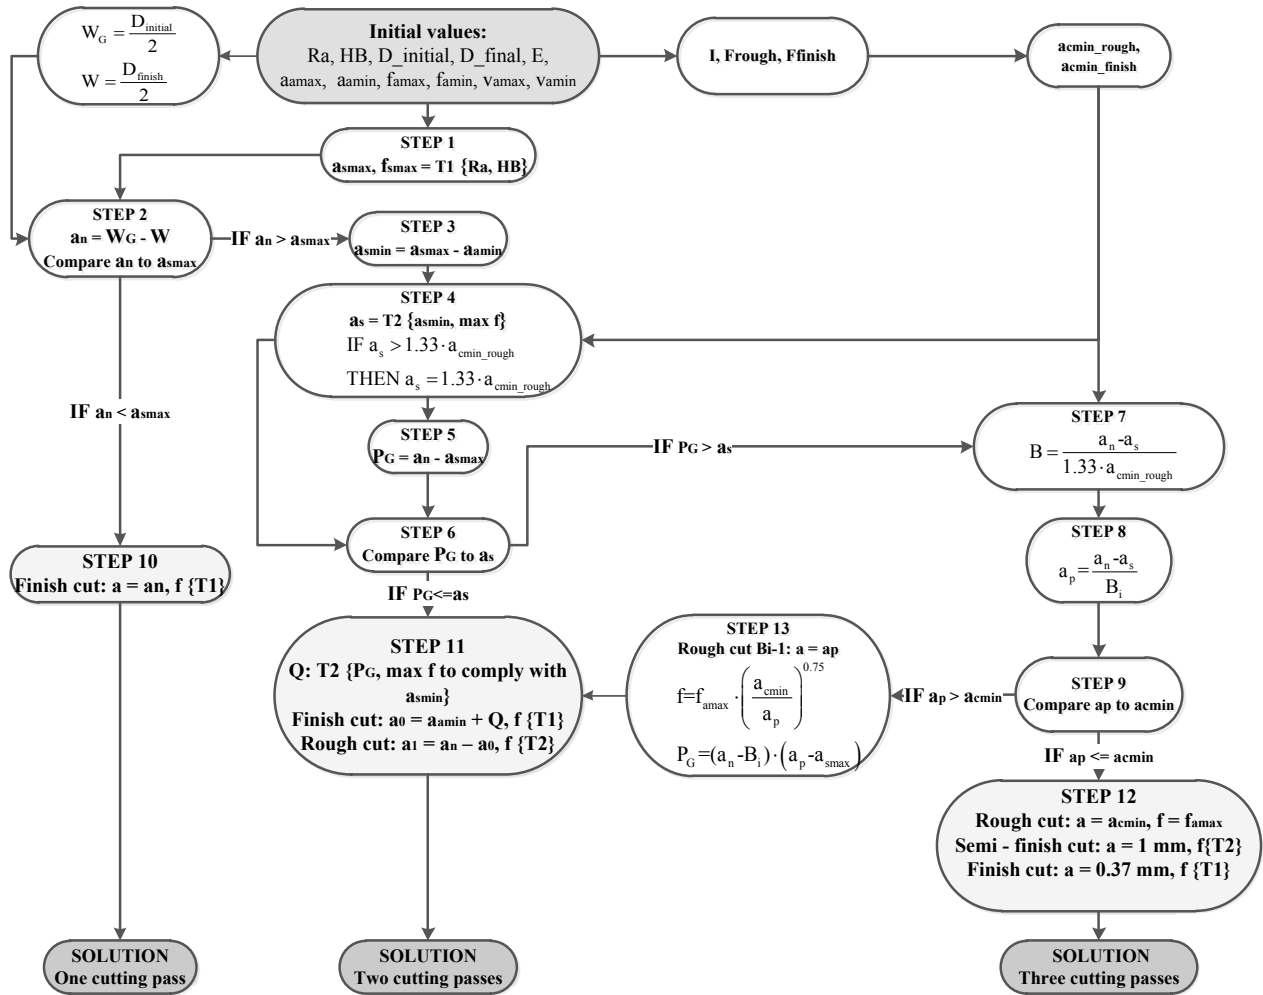 W_G = D_initial / 2
W = D_finish / 2
Initial values:
Ra, HB, D_initial, D_final, E,
aamax, aamin, famax, famin, vamax, vamin
I, Frough, Ffinish
acmin_rough,
acmin_finish
STEP 1
asmax, fsmax = T1 {Ra, HB}
STEP 2
an = WG - W
Compare an to asmax
IF an > asmax
STEP 3
asmin = asmax - aamin
STEP 4
as = T2 {asmin, max f}
IF a_s > 1.33·a_cmin_rough
THEN a_s = 1.33·a_cmin_rough
IF an < asmax
STEP 5
PG = an - asmax
IF PG > as
STEP 7
B = a_n-a_s / 1.33·a_cmin_rough
STEP 6
Compare PG to as
STEP 8
a_p = a_n-a_s / B_i
STEP 10
Finish cut: a = an, f {T1}
IF PG<=as
STEP 11
Q: T2 {PG, max f to comply with
asmin}
Finish cut: a0 = aamin + Q, f {T1}
Rough cut: a1 = an – a0, f {T2}
STEP 13
Rough cut Bi-1: a = ap
f=f_amax·(a_cmin / a_p)^0.75
P_G=(a_n-B_i)·(a_p-a_smax)
IF ap > acmin
STEP 9
Compare ap to acmin
IF ap <= acmin
STEP 12
Rough cut: a = acmin, f = famax
Semi - finish cut: a = 1 mm, f{T2}
Finish cut: a = 0.37 mm, f {T1}
SOLUTION
One cutting pass
SOLUTION
Two cutting passes
SOLUTION
Three cutting passes